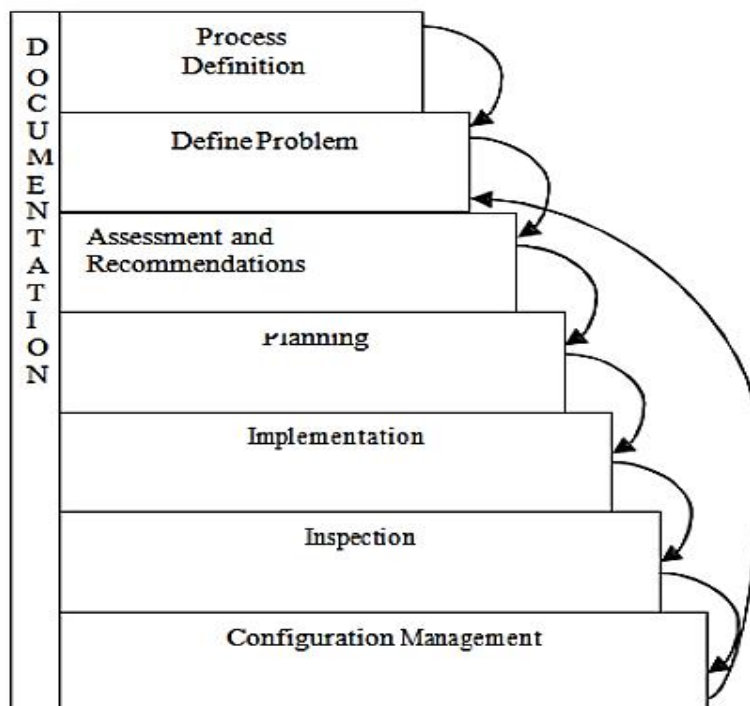 DOCUMENTATION
Process
Definition
Define Problem
Assessment and
Recommendations
Planning
Implementation
Inspection
Configuration Management